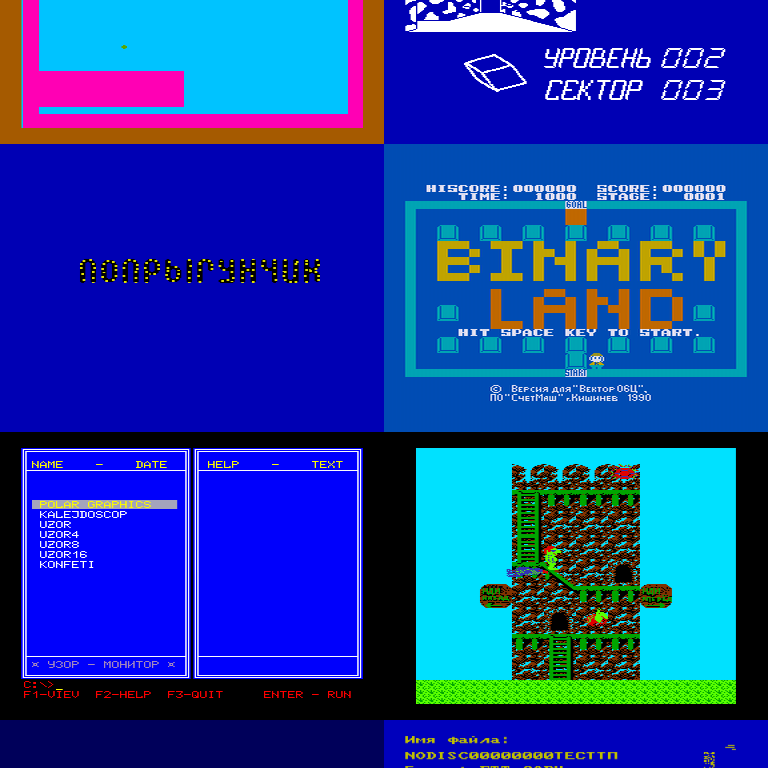 УРОВЕНЬ 002
СЕКТОР 003
ПОПРЫГУНЧИК
HISCORE:000000 SCORE:000000
TIME: 1000 STAGE: 0001
GOAL
BINARY
LAND
HIT SPACE KEY TO START.
START
© Версия для "Вектор 06Ц".
ПО "СчетМаш" г.Кишинев 1990
NAME - DATE
HELP - TEXT
POLAR GRAPHICS
KALEJDOSCOP
UZOR
UZOR4
UZOR8
UZOR16
KONFETI
× УЗОР - МОНИТОР ×
C:\>_
F1-VIEV F2-HELP F3-QUIT ENTER - RUN
Имя файла:
NODISC00000000ТЕСТТП